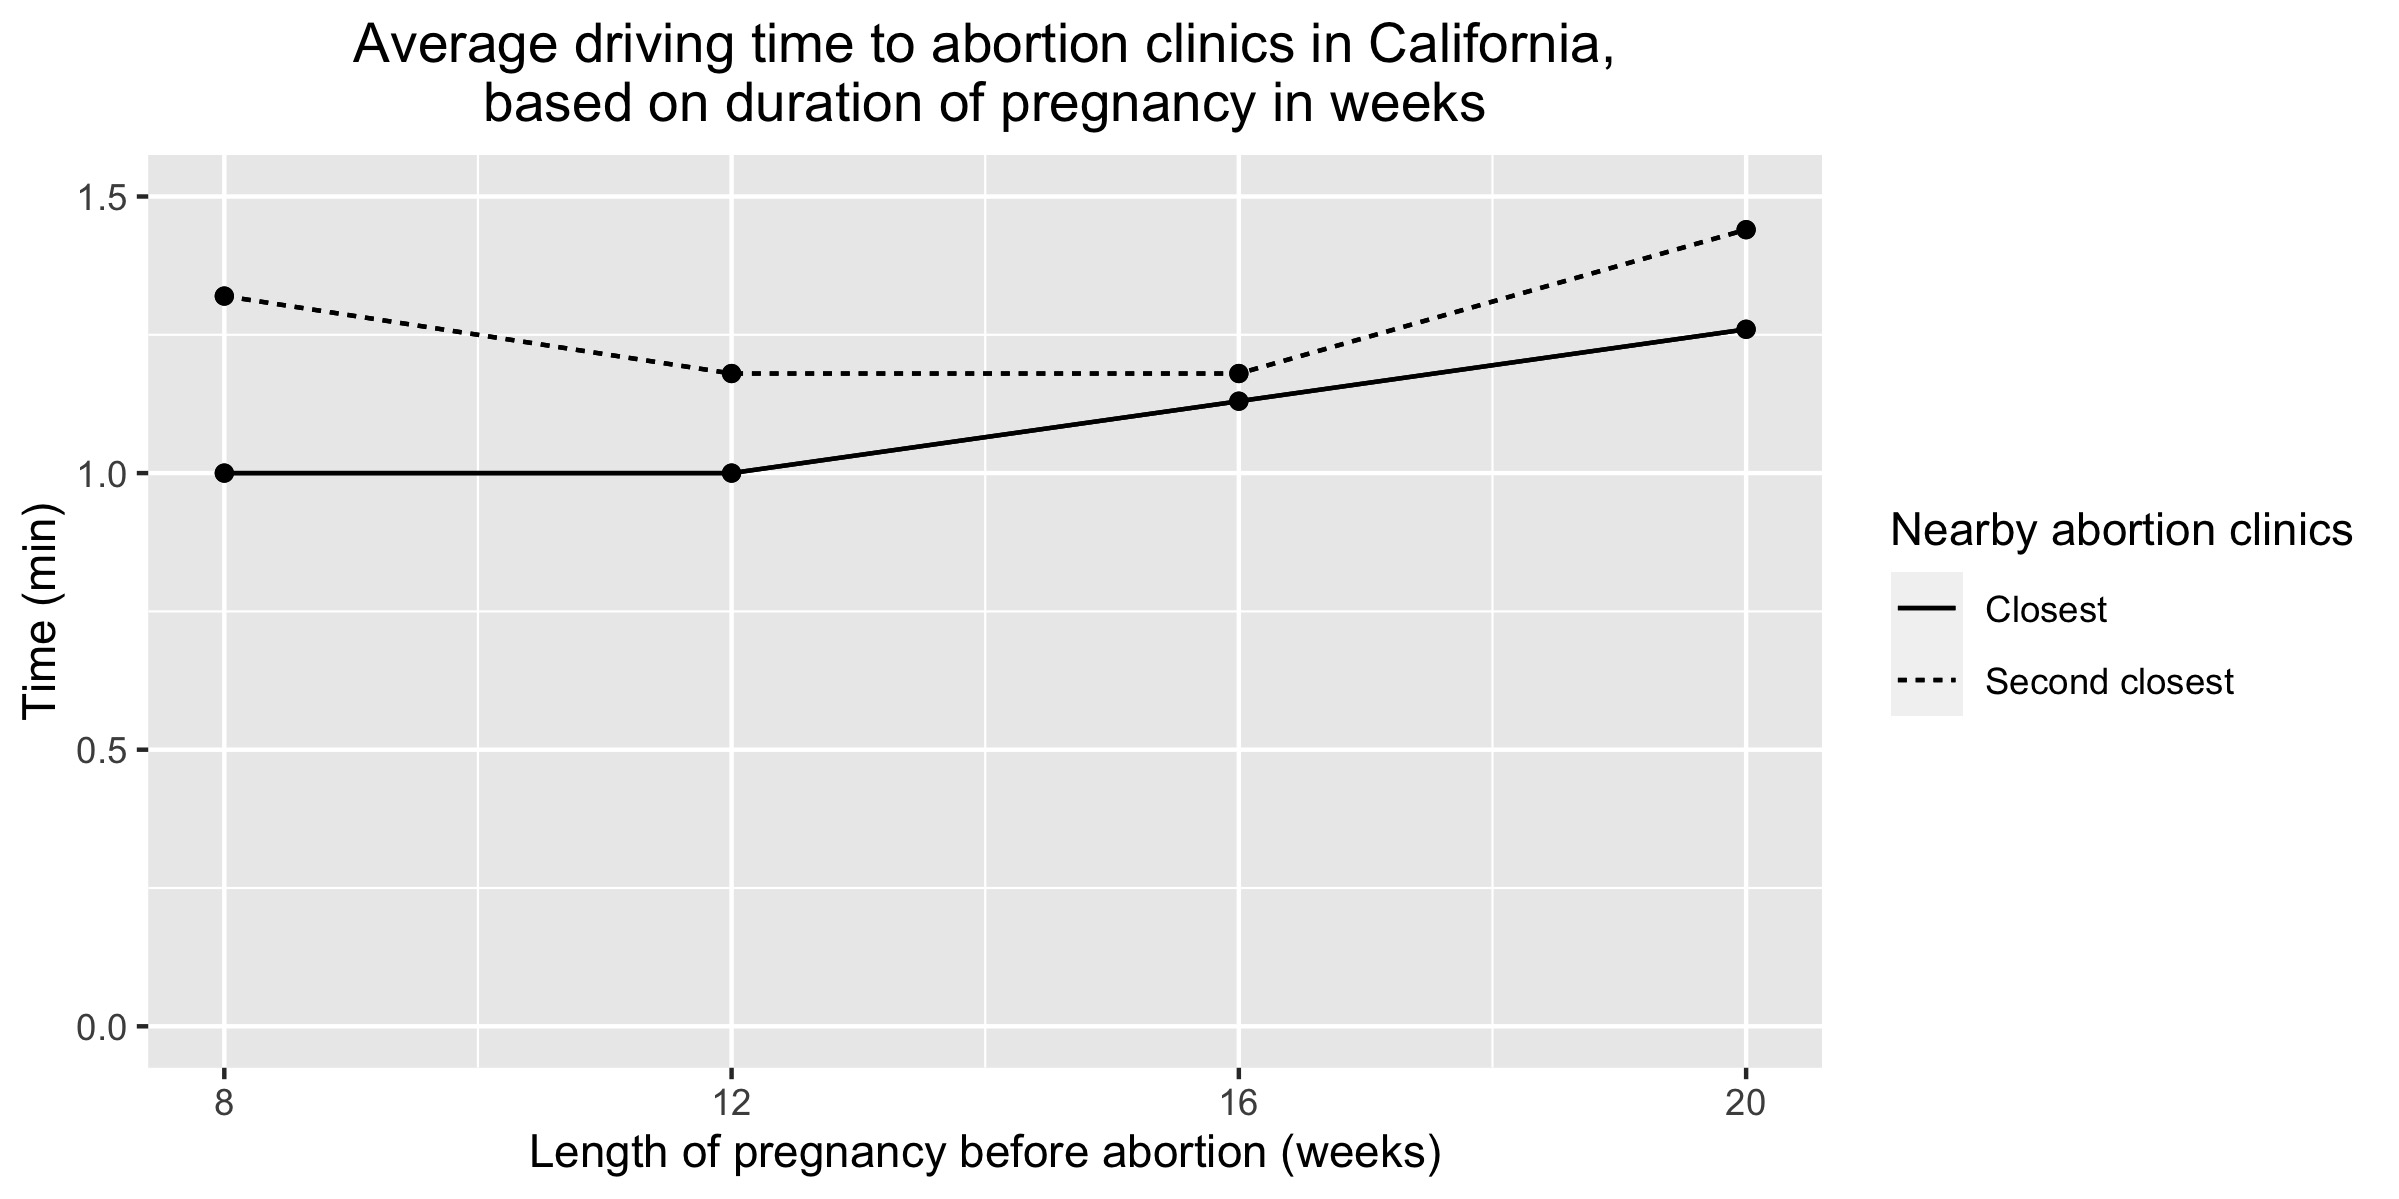 Average driving time to abortion clinics in California,
based on duration of pregnancy in weeks
Time (min)
1.5
1.0
0.5
0.0
8
12
16
20
Length of pregnancy before abortion (weeks)
Nearby abortion clinics
Closest
Second closest